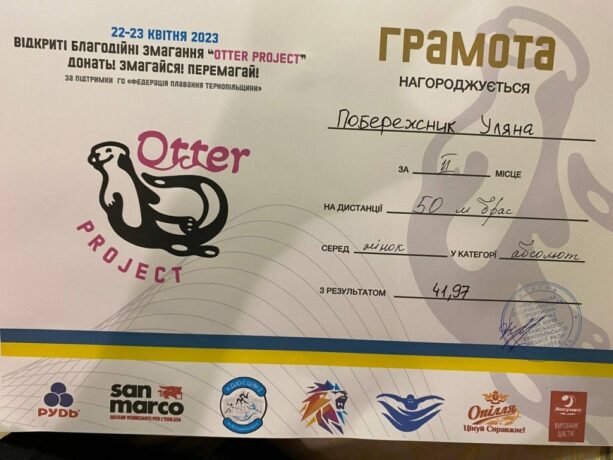 22-23 КВІТНЯ 2023
ВІДКРИТІ БЛАГОДІЙНІ ЗМАГАННЯ "OTTER PROJECT"
ДОНАТЬ! ЗМАГАЙСЯ! ПЕРЕМАГАЙ!
ЗА ПІДТРИМКИ ГО «ФЕДЕРАЦІЯ ПЛАВАННЯ ТЕРНОПІЛЬЩИНИ»
Otter
PROJECT
ГРАМОТА
НАГОРОДЖУЄТЬСЯ
Побережник Уляна
ЗА II МІСЦЕ
НА ДИСТАНЦІЇ 50 м брас
СЕРЕД жінок У КАТЕГОРІЇ абсолют
З РЕЗУЛЬТАТОМ 41,97
РУДЬ
san marco
Опілля
Цінуй Справжнє!
ВИРОБНИК ЩАСТЯ!